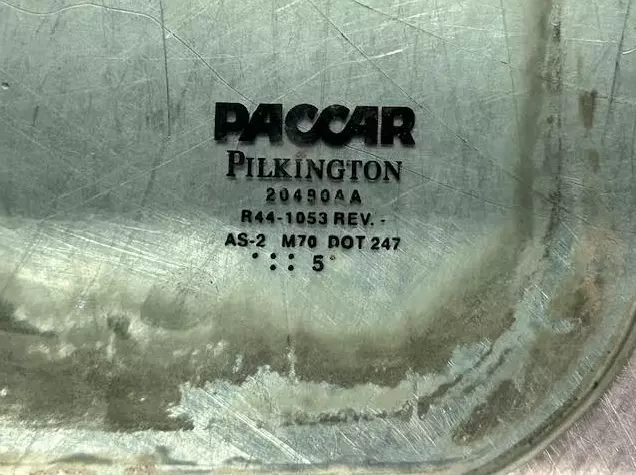 PACCAR
PILKINGTON
20490AA
R44-1053 REV. -
AS-2 M70 DOT 247
5